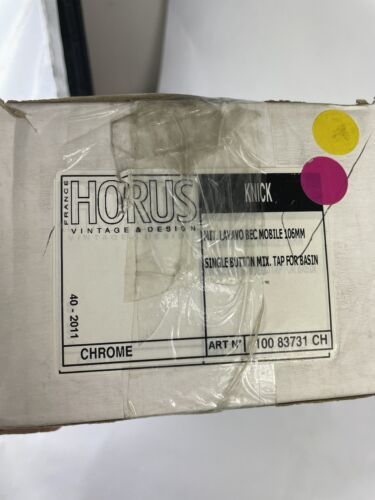 FRANCE
HORUS
VINTAGE & DESIGN
KNICK
LAVAVO BEC MOBILE 106MM
SINGLE BUTTON MIX. TAP FOR BASIN
40 - 2011
CHROME
ART N° 100 83731 CH